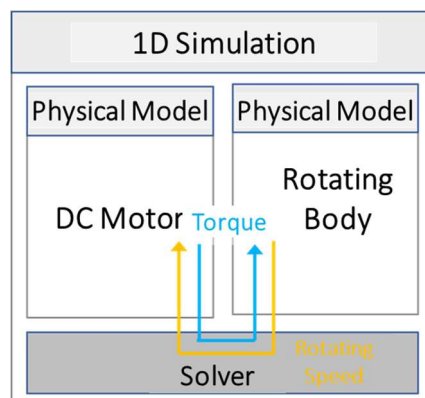 1D Simulation
Physical Model
Physical Model
DC Motor
Torque
Rotating
Body
Solver
Rotating
Speed